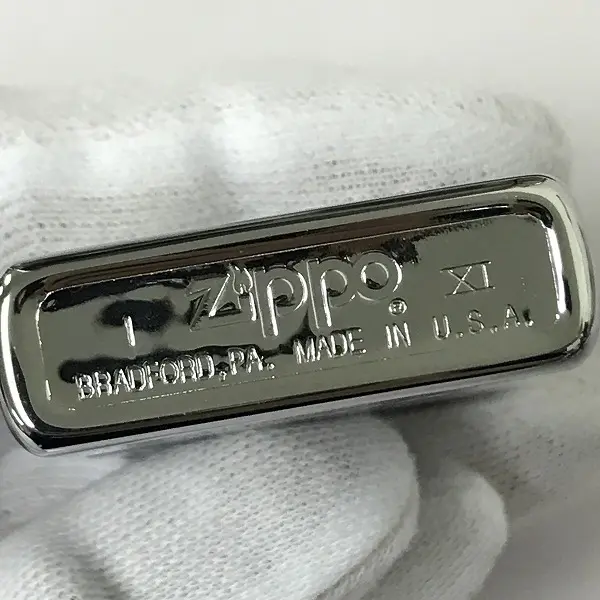 I Zippo® XI
BRADFORD, PA. MADE IN U.S.A.